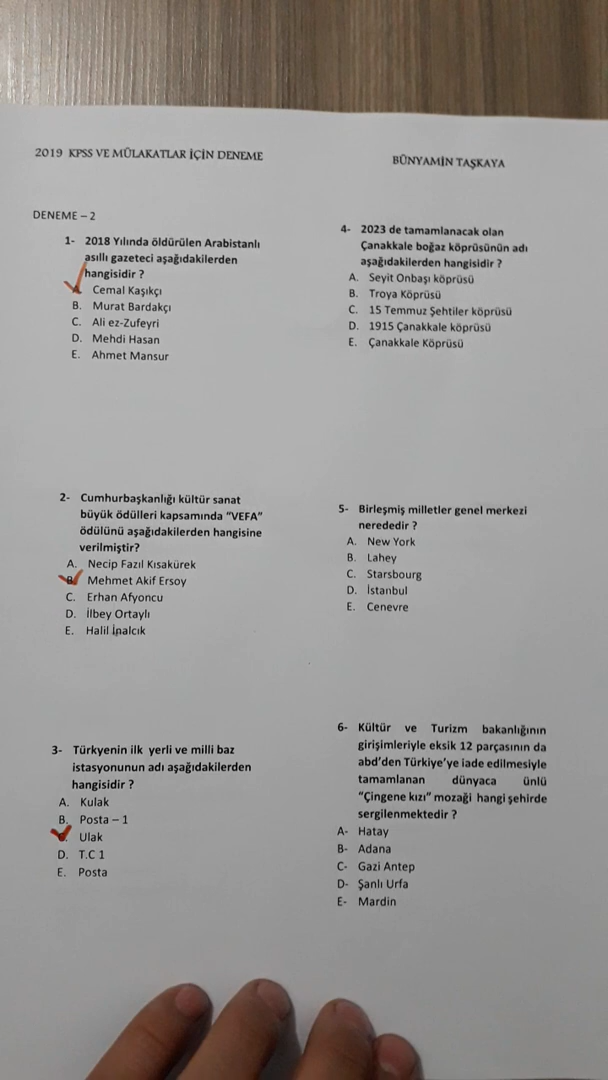 2019 KPSS VE MÜLAKATLAR İÇİN DENEME
BÜNYAMİN TAŞKAYA
DENEME – 2
1- 2018 Yılında öldürülen Arabistanlı
asıllı gazeteci aşağıdakilerden
hangisidir ?
A. Cemal Kaşıkçı
B. Murat Bardakçı
C. Ali ez-Zufeyri
D. Mehdi Hasan
E. Ahmet Mansur
2- Cumhurbaşkanlığı kültür sanat
büyük ödülleri kapsamında “VEFA”
ödülünü aşağıdakilerden hangisine
verilmiştir?
A. Necip Fazıl Kısakürek
B. Mehmet Akif Ersoy
C. Erhan Afyoncu
D. İlbey Ortaylı
E. Halil İnalcık
3- Türkyenin ilk yerli ve milli baz
istasyonunun adı aşağıdakilerden
hangisidir ?
A. Kulak
B. Posta – 1
C. Ulak
D. T.C 1
E. Posta
4- 2023 de tamamlanacak olan
Çanakkale boğaz köprüsünün adı
aşağıdakilerden hangisidir ?
A. Seyit Onbaşı köprüsü
B. Troya Köprüsü
C. 15 Temmuz Şehtiler köprüsü
D. 1915 Çanakkale köprüsü
E. Çanakkale Köprüsü
5- Birleşmiş milletler genel merkezi
nerededir ?
A. New York
B. Lahey
C. Starsbourg
D. İstanbul
E. Cenevre
6- Kültür ve Turizm bakanlığının
girişimleriyle eksik 12 parçasının da
abd’den Türkiye’ye iade edilmesiyle
tamamlanan dünyaca ünlü
“Çingene kızı” mozaği hangi şehirde
sergilenmektedir ?
A- Hatay
B- Adana
C- Gazi Antep
D- Şanlı Urfa
E- Mardin